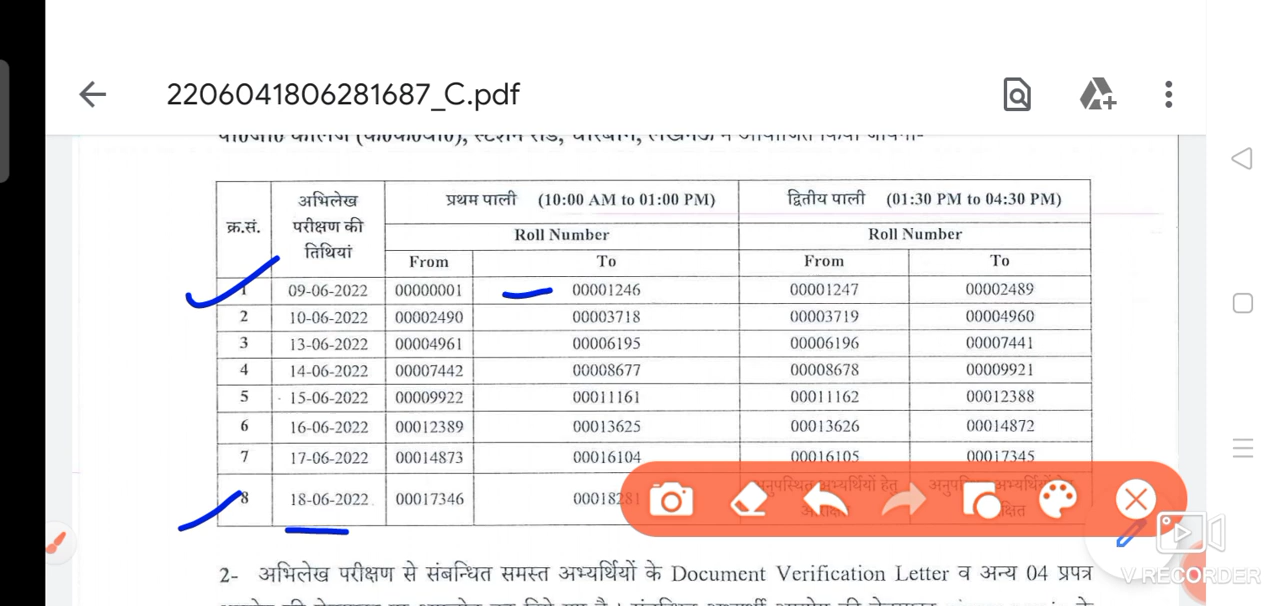 2206041806281687_C.pdf
क्र.सं. अभिलेख परीक्षण की तिथियां प्रथम पाली (10:00 AM to 01:00 PM) द्वितीय पाली (01:30 PM to 04:30 PM)
Roll Number Roll Number
From To From To
1 09-06-2022 00000001 00001246 00001247 00002489
2 10-06-2022 00002490 00003718 00003719 00004960
3 13-06-2022 00004961 00006195 00006196 00007441
4 14-06-2022 00007442 00008677 00008678 00009921
5 15-06-2022 00009922 00011161 00011162 00012388
6 16-06-2022 00012389 00013625 00013626 00014872
7 17-06-2022 00014873 00016104 00016105 00017345
8 18-06-2022 00017346 00018281
2- अभिलेख परीक्षण से संबन्धित समस्त अभ्यर्थियों के Document Verification Letter व अन्य 04 प्रपत्र
V RECORDER